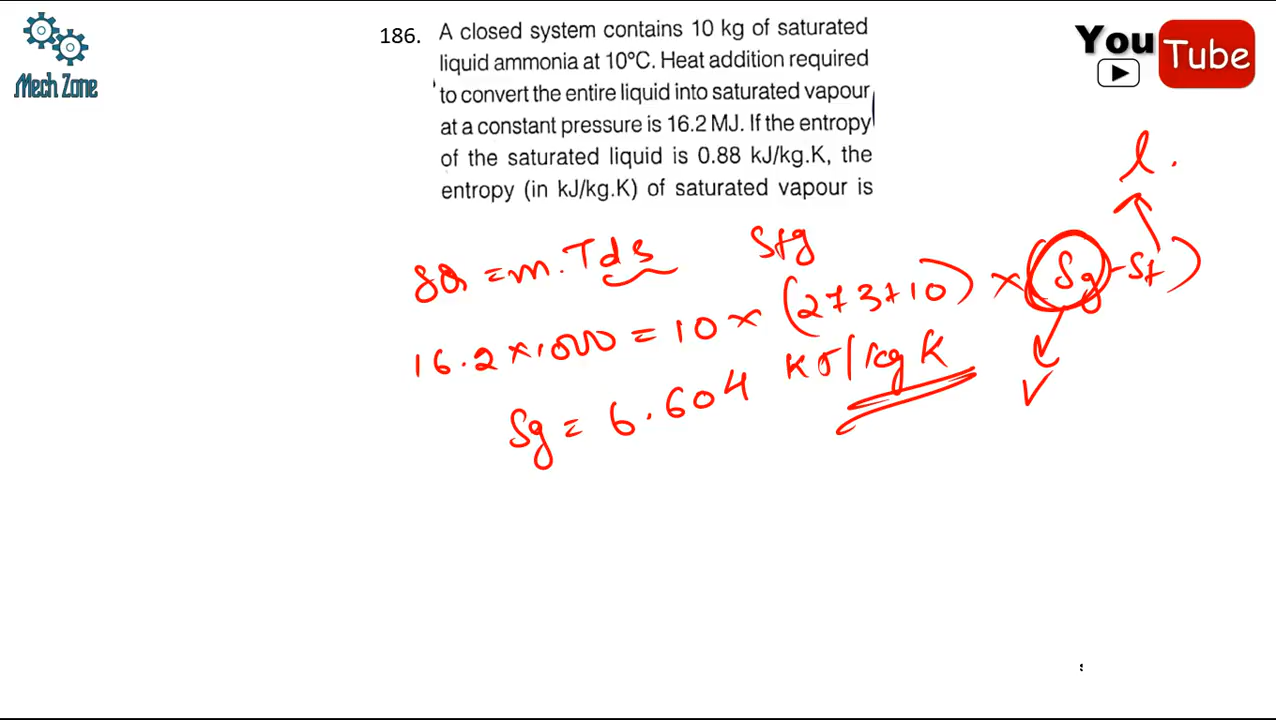 Mech Zone
You Tube
186. A closed system contains 10 kg of saturated
liquid ammonia at 10°C. Heat addition required
to convert the entire liquid into saturated vapour
at a constant pressure is 16.2 MJ. If the entropy
of the saturated liquid is 0.88 kJ/kg.K, the
entropy (in kJ/kg.K) of saturated vapour is
l.
δQ = m.Tds Sfg
16.2×1000 = 10 × (273+10) × (Sg - Sf)
Sg = 6.604 KJ/kg K